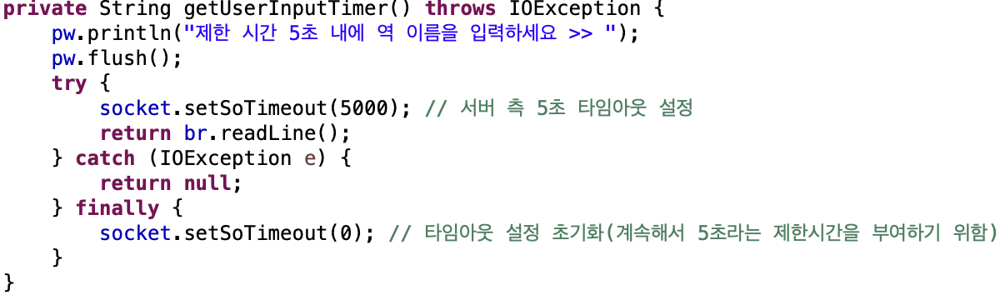 private String getUserInputTimer() throws IOException {
    pw.println("제한 시간 5초 내에 역 이름을 입력하세요 >> ");
    pw.flush();
    try {
        socket.setSoTimeout(5000); // 서버 측 5초 타임아웃 설정
        return br.readLine();
    } catch (IOException e) {
        return null;
    } finally {
        socket.setSoTimeout(0); // 타임아웃 설정 초기화(계속해서 5초라는 제한시간을 부여하기 위함)
    }
}